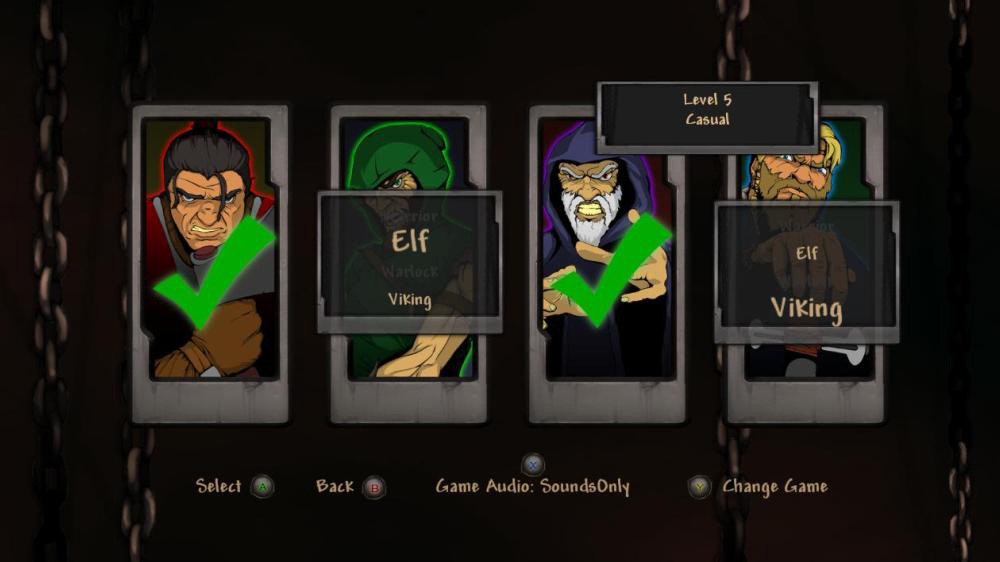 Level 5
Casual
Warrior
Elf
Warlock
Viking
Warrior
Elf
Viking
X
Select A
Back B
Game Audio: SoundsOnly
Y Change Game